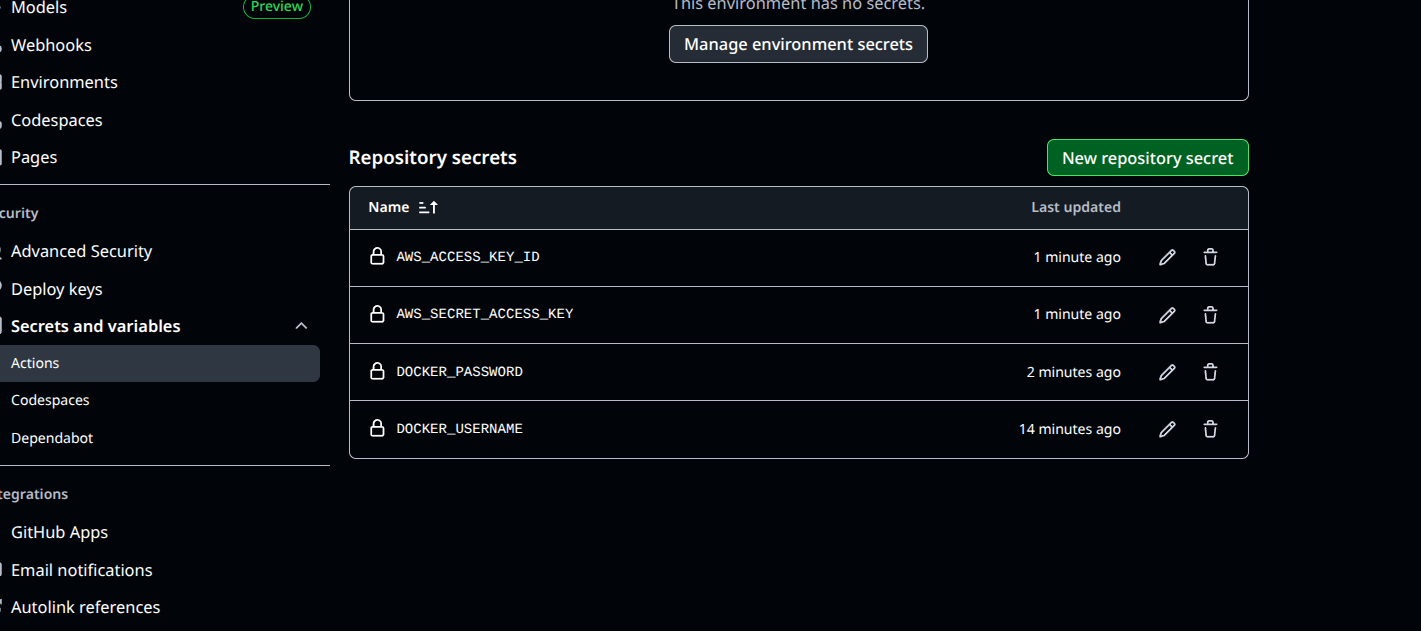 Models
Preview
Webhooks
Environments
Codespaces
Pages
curity
Advanced Security
Deploy keys
Secrets and variables
Actions
Codespaces
Dependabot
tegrations
GitHub Apps
Email notifications
Autolink references
This environment has no secrets.
Manage environment secrets
Repository secrets
New repository secret
Name
Last updated
AWS_ACCESS_KEY_ID
1 minute ago
AWS_SECRET_ACCESS_KEY
1 minute ago
DOCKER_PASSWORD
2 minutes ago
DOCKER_USERNAME
14 minutes ago